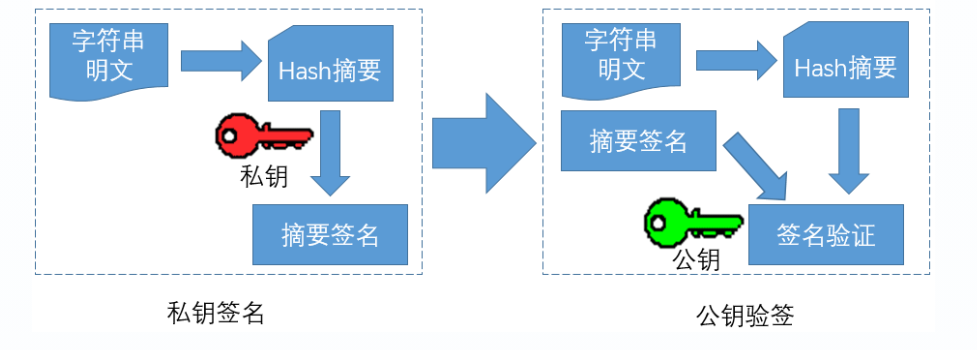 字符串
明文
Hash摘要
私钥
摘要签名
私钥签名
字符串
明文
Hash摘要
摘要签名
公钥
签名验证
公钥验签